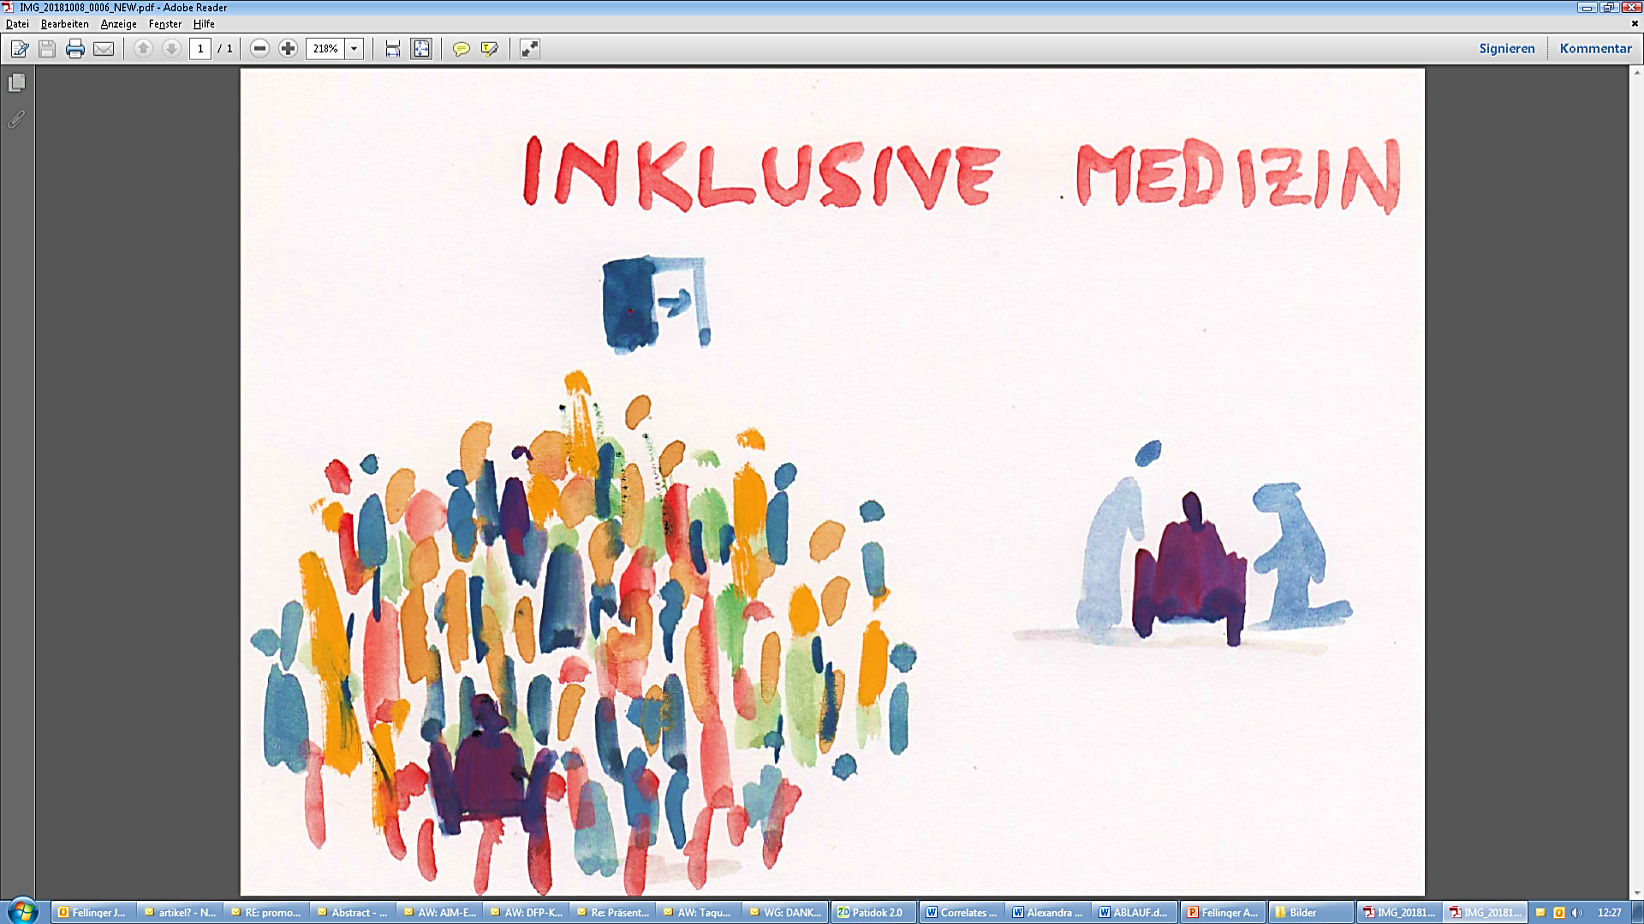 IMG_20181008_0006_NEW.pdf - Adobe Reader
Datei Bearbeiten Anzeige Fenster Hilfe
1 / 1 218% Signieren Kommentar
INKLUSIVE MEDIZIN
Fellinger J... artikel? - N... RE: promo... Abstract - ... AW: AIM-E... AW: DFP-K... Re: Präsent... AW: Taqu... WG: DANK... Patidok 2.0 Correlates ... Alexandra ... ABLAUF.d... Fellinger A... Bilder IMG_20181... IMG_20181... 12:27